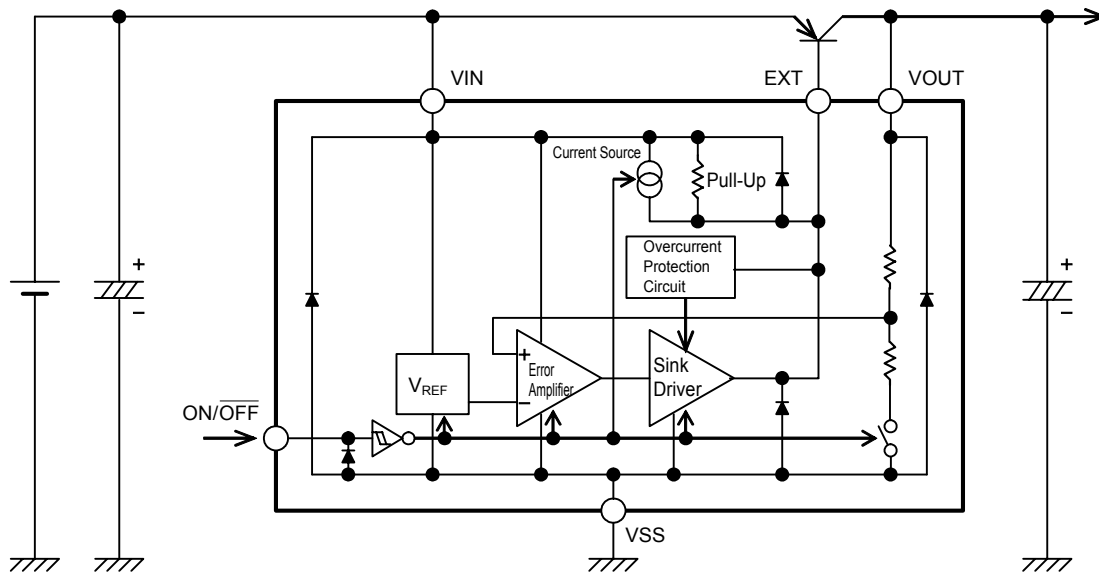 VIN
EXT
VOUT
Current Source
Pull-Up
Overcurrent
Protection
Circuit
+
−
+
−
+
−
Error
Amplifier
Sink
Driver
VREF
ON/OFF
VSS